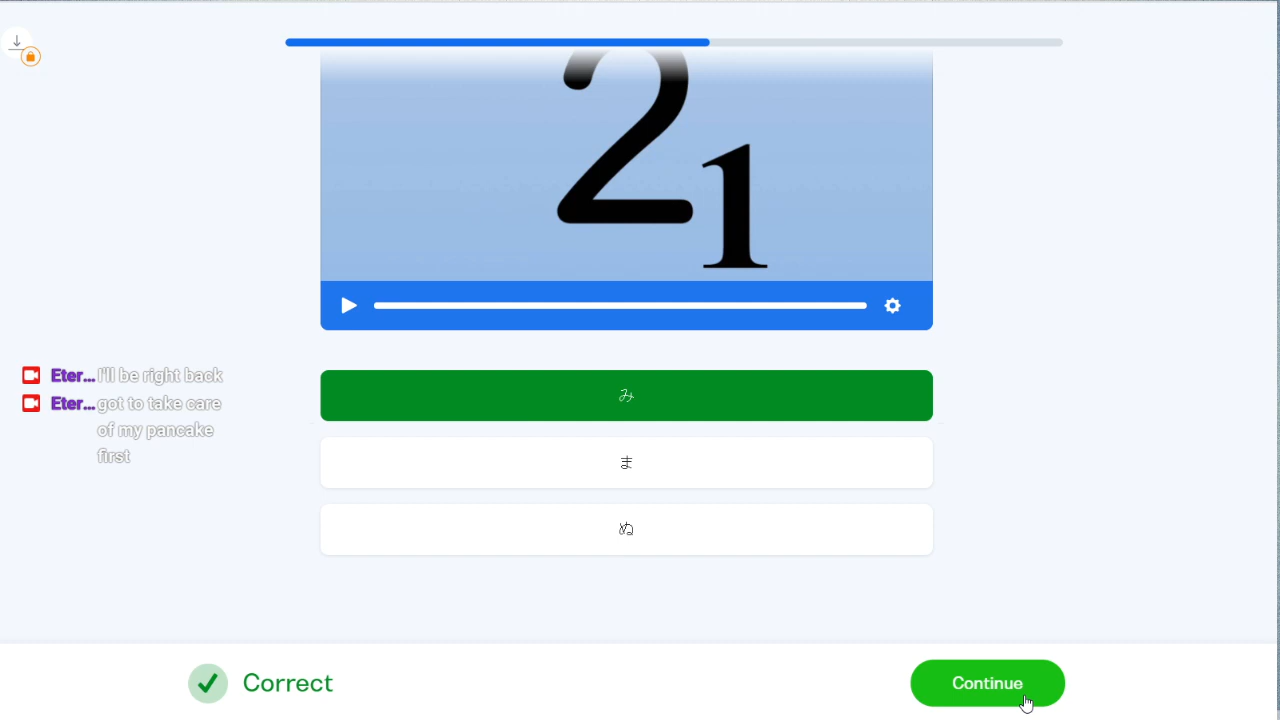 2
1
Eter... I'll be right back
Eter... got to take care
of my pancake
first
み
ま
ぬ
Correct
Continue